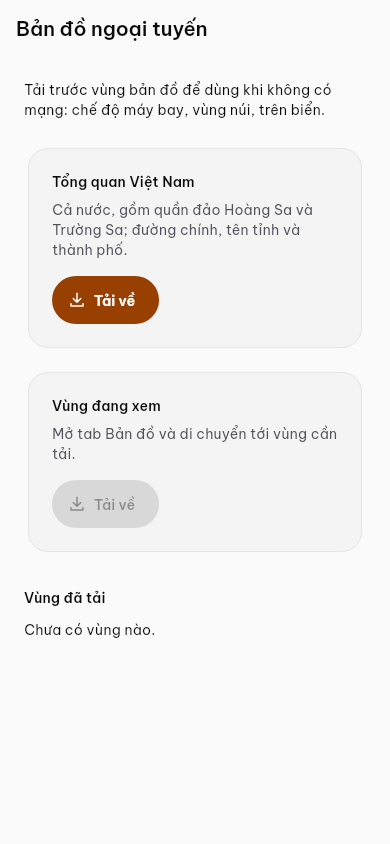 Bản đồ ngoại tuyến
Tải trước vùng bản đồ để dùng khi không có
mạng: chế độ máy bay, vùng núi, trên biển.
Tổng quan Việt Nam
Cả nước, gồm quần đảo Hoàng Sa và
Trường Sa; đường chính, tên tỉnh và
thành phố.
Tải về
Vùng đang xem
Mở tab Bản đồ và di chuyển tới vùng cần
tải.
Tải về
Vùng đã tải
Chưa có vùng nào.